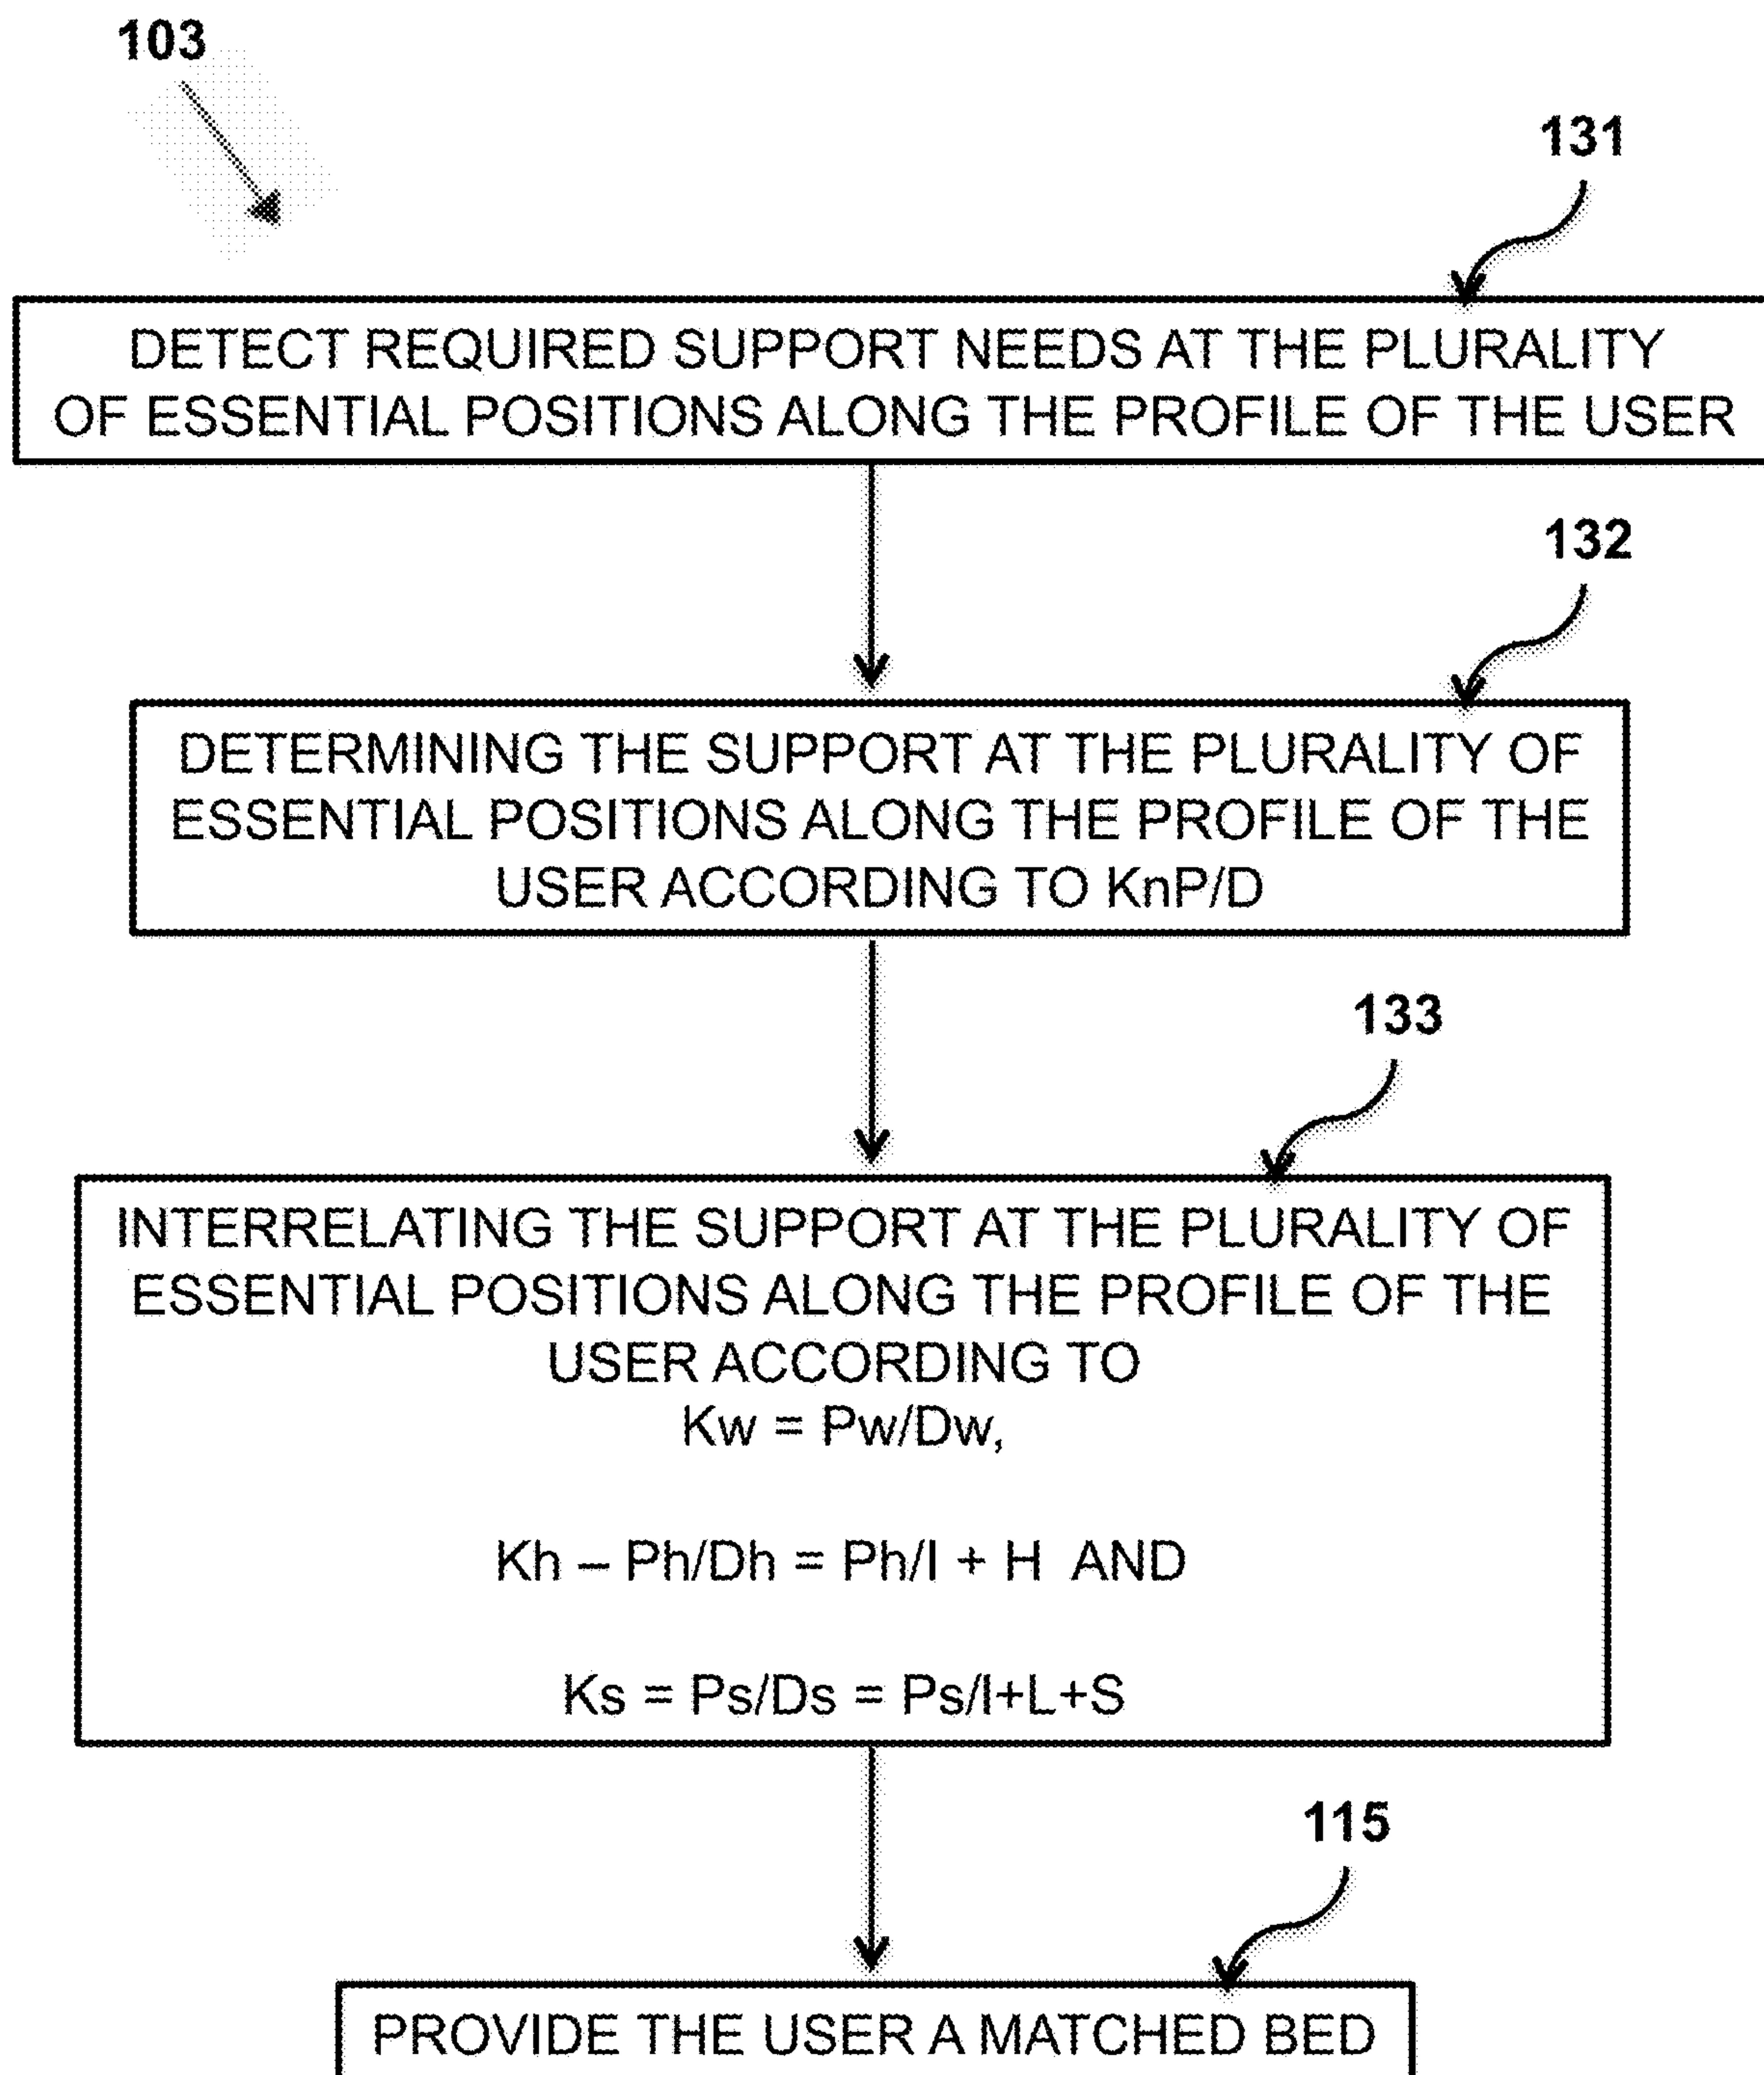 103
131
DETECT REQUIRED SUPPORT NEEDS AT THE PLURALITY
OF ESSENTIAL POSITIONS ALONG THE PROFILE OF THE USER
132
DETERMINING THE SUPPORT AT THE PLURALITY OF
ESSENTIAL POSITIONS ALONG THE PROFILE OF THE
USER ACCORDING TO KnP/D
133
INTERRELATING THE SUPPORT AT THE PLURALITY OF
ESSENTIAL POSITIONS ALONG THE PROFILE OF THE
USER ACCORDING TO
Kw = Pw/Dw,
Kh – Ph/Dh = Ph/I + H AND
Ks = Ps/Ds = Ps/I+L+S
115
PROVIDE THE USER A MATCHED BED